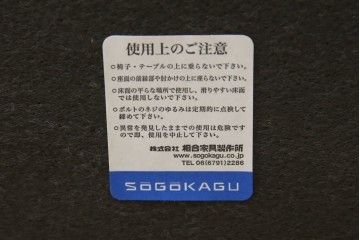 使用上のご注意
○椅子・テーブルの上に乗らないで下さい。
○座面の前縁部や肘かけの上に座らないで下さい。
○床面の平らな場所で使用し、滑りやすい床面
では使用しないで下さい。
○ボルトのネジのゆるみは定期的に点検して
締めて下さい。
○異常を発見したままでの使用は危険です
ので即、使用を中止して下さい。
株式会社 相合家具製作所
www.sogokagu.co.jp
TEL 06(6791)2286
SOGOKAGU